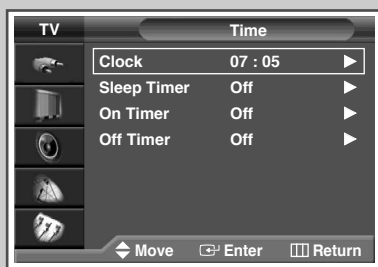 TV Time
Clock 07 : 05
Sleep Timer Off
On Timer Off
Off Timer Off
Move Enter Return